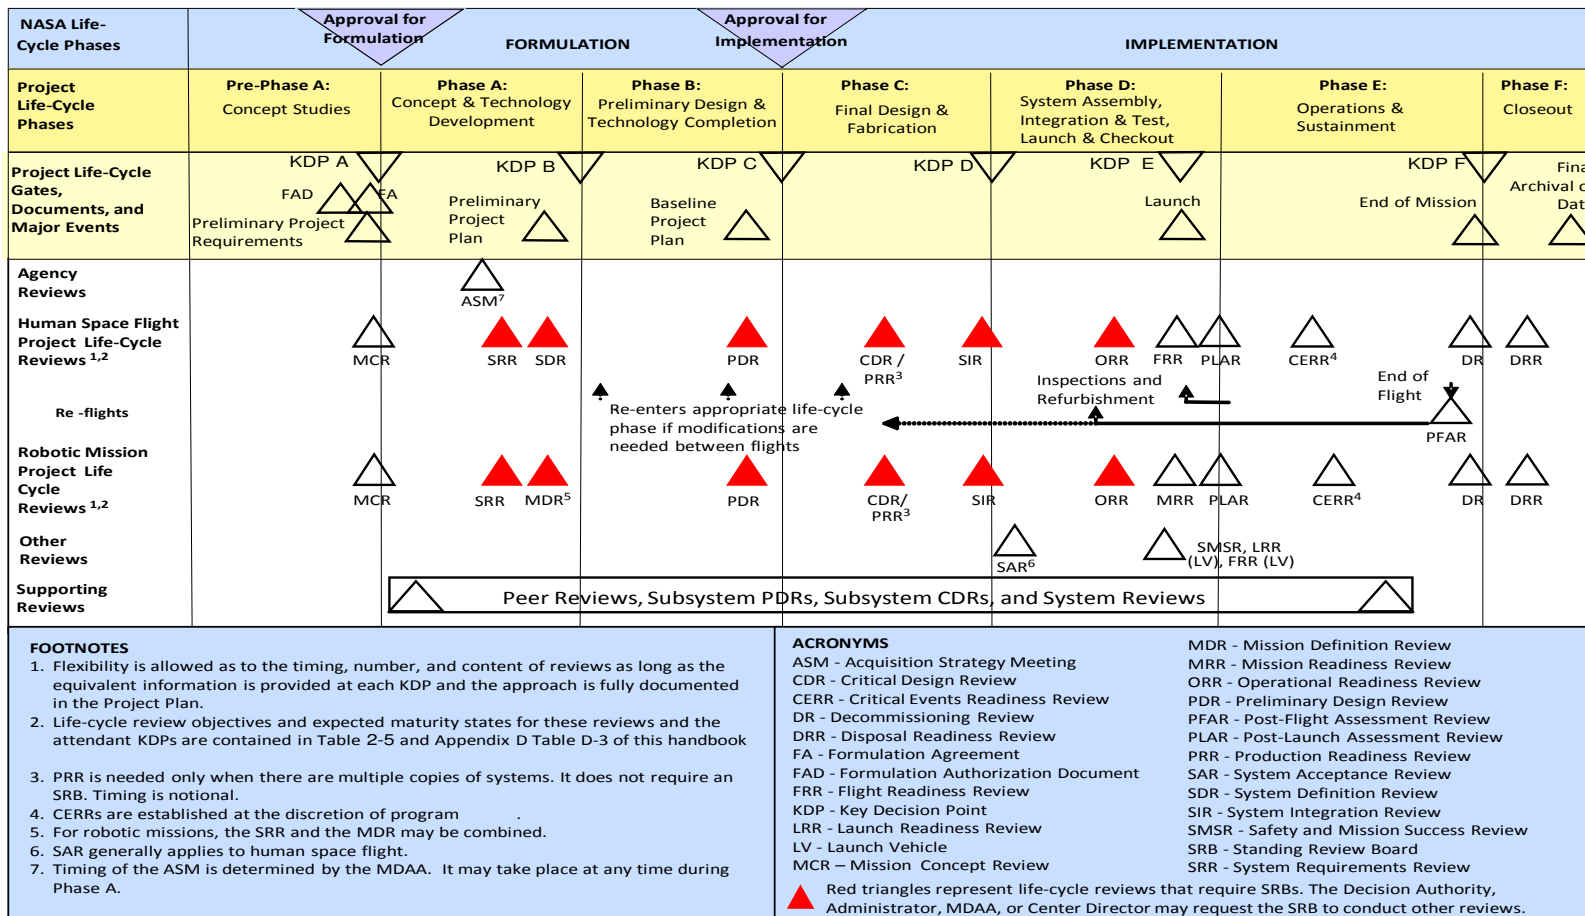 NASA Life-
Cycle Phases
Approval for
Formulation
FORMULATION
Approval for
Implementation
IMPLEMENTATION
Project
Life-Cycle
Phases
Pre-Phase A:
Concept Studies
Phase A:
Concept & Technology
Development
Phase B:
Preliminary Design &
Technology Completion
Phase C:
Final Design &
Fabrication
Phase D:
System Assembly,
Integration & Test,
Launch & Checkout
Phase E:
Operations &
Sustainment
Phase F:
Closeout
Project Life-Cycle
Gates,
Documents, and
Major Events
KDP A
KDP B
KDP C
KDP D
KDP E
KDP F
FAD
FA
Preliminary Project
Requirements
Preliminary
Project
Plan
Baseline
Project
Plan
Launch
End of Mission
Fina
Archival o
Dat
Agency
Reviews
ASM7
Human Space Flight
Project Life-Cycle
Reviews 1,2
MCR
SRR
SDR
PDR
CDR /
PRR3
SIR
ORR
FRR
PLAR
CERR4
DR
DRR
Re -flights
Re-enters appropriate life-cycle
phase if modifications are
needed between flights
Inspections and
Refurbishment
End of
Flight
PFAR
Robotic Mission
Project Life
Cycle
Reviews 1,2
MCR
SRR
MDR5
PDR
CDR/
PRR3
SIR
ORR
MRR
PLAR
CERR4
DR
DRR
Other
Reviews
SAR6
SMSR, LRR
(LV), FRR (LV)
Supporting
Reviews
Peer Reviews, Subsystem PDRs, Subsystem CDRs, and System Reviews
FOOTNOTES
1. Flexibility is allowed as to the timing, number, and content of reviews as long as the
equivalent information is provided at each KDP and the approach is fully documented
in the Project Plan.
2. Life-cycle review objectives and expected maturity states for these reviews and the
attendant KDPs are contained in Table 2-5 and Appendix D Table D-3 of this handbook
3. PRR is needed only when there are multiple copies of systems. It does not require an
SRB. Timing is notional.
4. CERRs are established at the discretion of program .
5. For robotic missions, the SRR and the MDR may be combined.
6. SAR generally applies to human space flight.
7. Timing of the ASM is determined by the MDAA. It may take place at any time during
Phase A.
ACRONYMS
ASM - Acquisition Strategy Meeting
CDR - Critical Design Review
CERR - Critical Events Readiness Review
DR - Decommissioning Review
DRR - Disposal Readiness Review
FA - Formulation Agreement
FAD - Formulation Authorization Document
FRR - Flight Readiness Review
KDP - Key Decision Point
LRR - Launch Readiness Review
LV - Launch Vehicle
MCR – Mission Concept Review
MDR - Mission Definition Review
MRR - Mission Readiness Review
ORR - Operational Readiness Review
PDR - Preliminary Design Review
PFAR - Post-Flight Assessment Review
PLAR - Post-Launch Assessment Review
PRR - Production Readiness Review
SAR - System Acceptance Review
SDR - System Definition Review
SIR - System Integration Review
SMSR - Safety and Mission Success Review
SRB - Standing Review Board
SRR - System Requirements Review
Red triangles represent life-cycle reviews that require SRBs. The Decision Authority,
Administrator, MDAA, or Center Director may request the SRB to conduct other reviews.